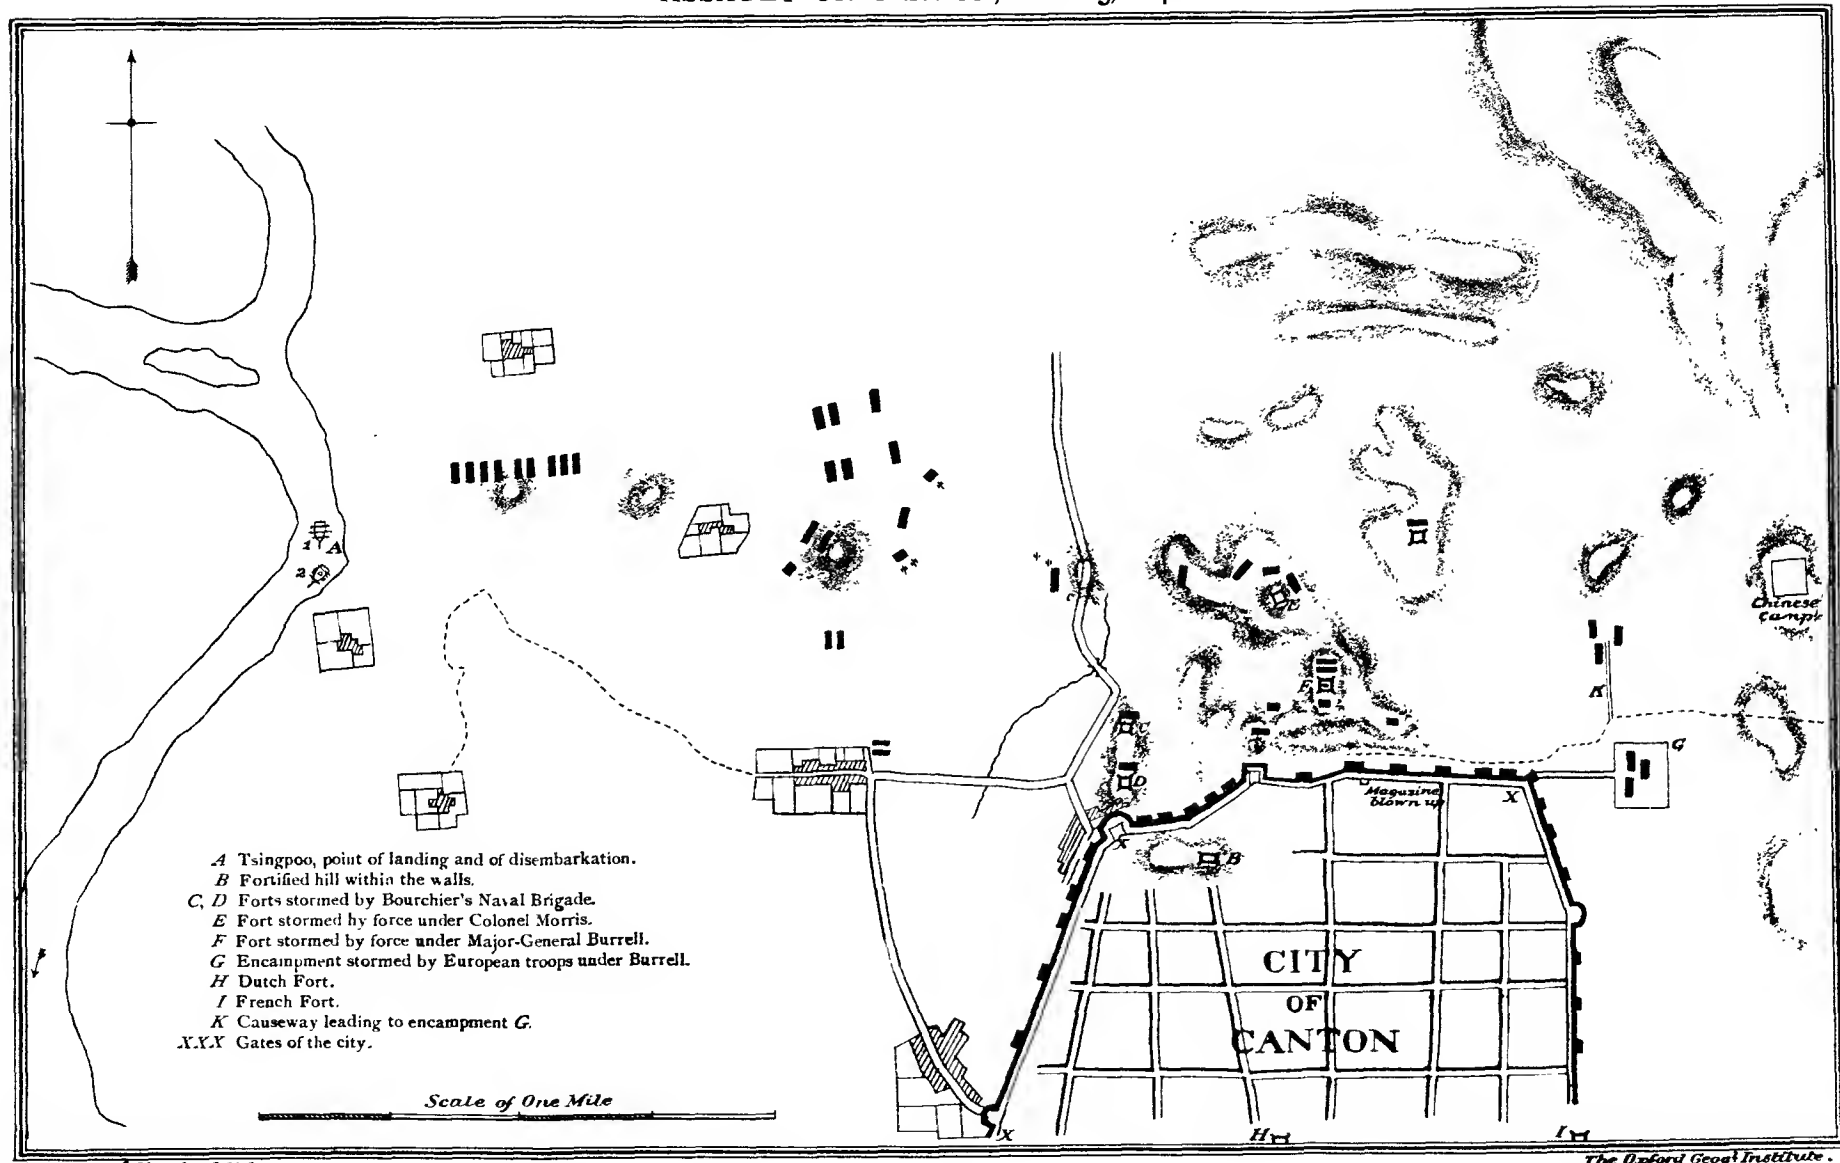 1 A
2
c
E
Chinese
Camp
F
K
G
D
Magazine
blown up
X
X
B
A Tsingpoo, point of landing and of disembarkation.
B Fortified hill within the walls.
C, D Forts stormed by Bourchier's Naval Brigade.
E Fort stormed by force under Colonel Morris.
F Fort stormed by force under Major-General Burrell.
G Encampment stormed by European troops under Burrell.
H Dutch Fort.
I French Fort.
K Causeway leading to encampment G.
X.X.X Gates of the city.
CITY
OF
CANTON
Scale of One Mile
X
H
I
The Oxford Geogl Institute.